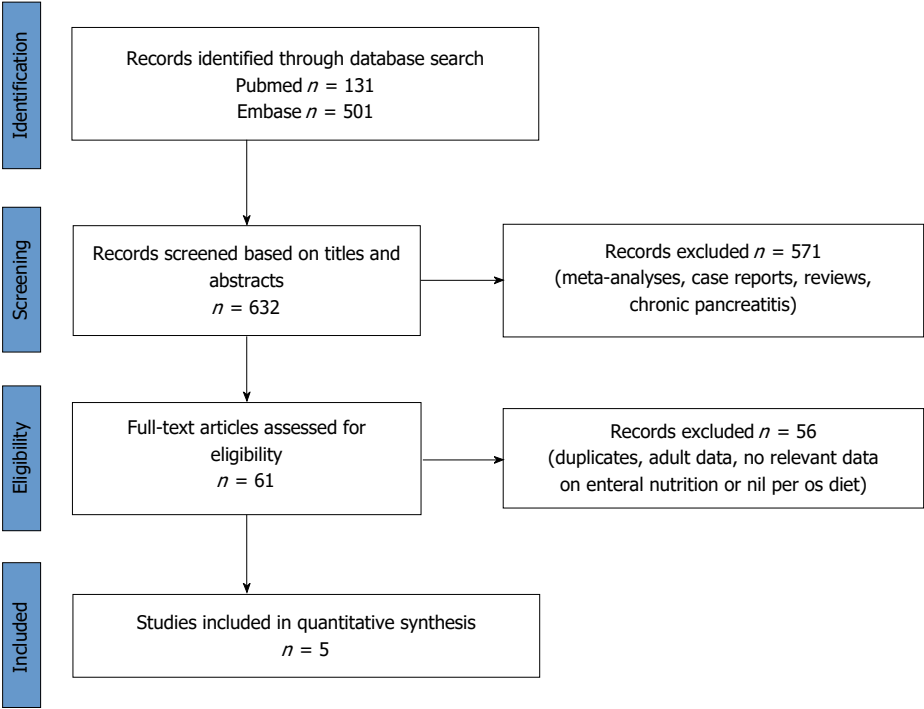 Identification
Records identified through database search
Pubmed n = 131
Embase n = 501
Screening
Records screened based on titles and
abstracts
n = 632
Records excluded n = 571
(meta-analyses, case reports, reviews,
chronic pancreatitis)
Eligibility
Full-text articles assessed for
eligibility
n = 61
Records excluded n = 56
(duplicates, adult data, no relevant data
on enteral nutrition or nil per os diet)
Included
Studies included in quantitative synthesis
n = 5